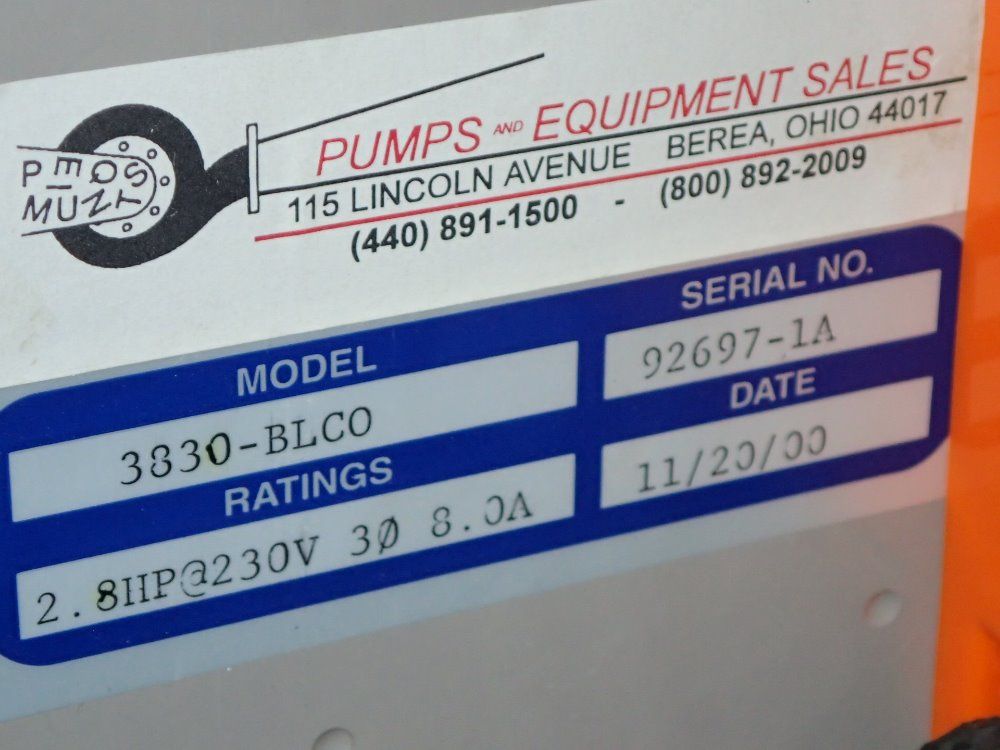 PUMPS AND EQUIPMENT SALES
115 LINCOLN AVENUE BEREA, OHIO 44017
(440) 891-1500 - (800) 892-2009
MODEL
3830-BLCO
SERIAL NO.
92697-1A
RATINGS
2.8HP@230V 3Ø 8.0A
DATE
11/20/00